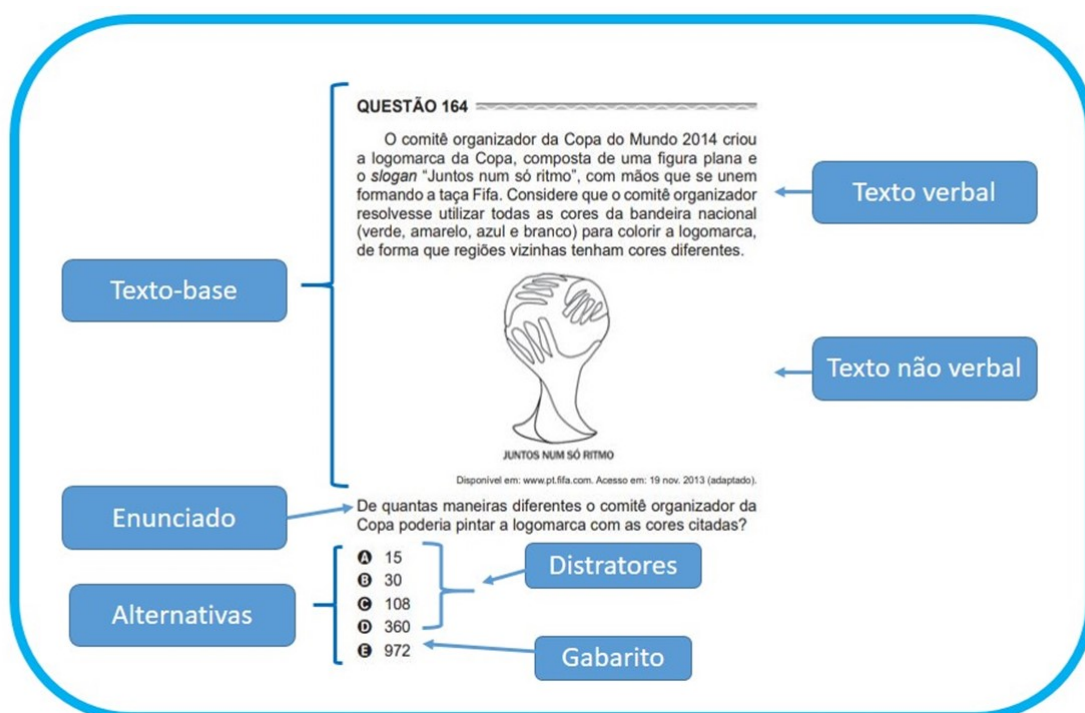 QUESTÃO 164
O comitê organizador da Copa do Mundo 2014 criou
a logomarca da Copa, composta de uma figura plana e
o slogan “Juntos num só ritmo”, com mãos que se unem
formando a taça Fifa. Considere que o comitê organizador
resolvesse utilizar todas as cores da bandeira nacional
(verde, amarelo, azul e branco) para colorir a logomarca,
de forma que regiões vizinhas tenham cores diferentes.
Texto verbal
Texto-base
Texto não verbal
JUNTOS NUM SÓ RITMO
Disponível em: www.pt.fifa.com. Acesso em: 19 nov. 2013 (adaptado).
Enunciado
De quantas maneiras diferentes o comitê organizador da
Copa poderia pintar a logomarca com as cores citadas?
Alternativas
A 15
B 30
C 108
D 360
E 972
Distratores
Gabarito